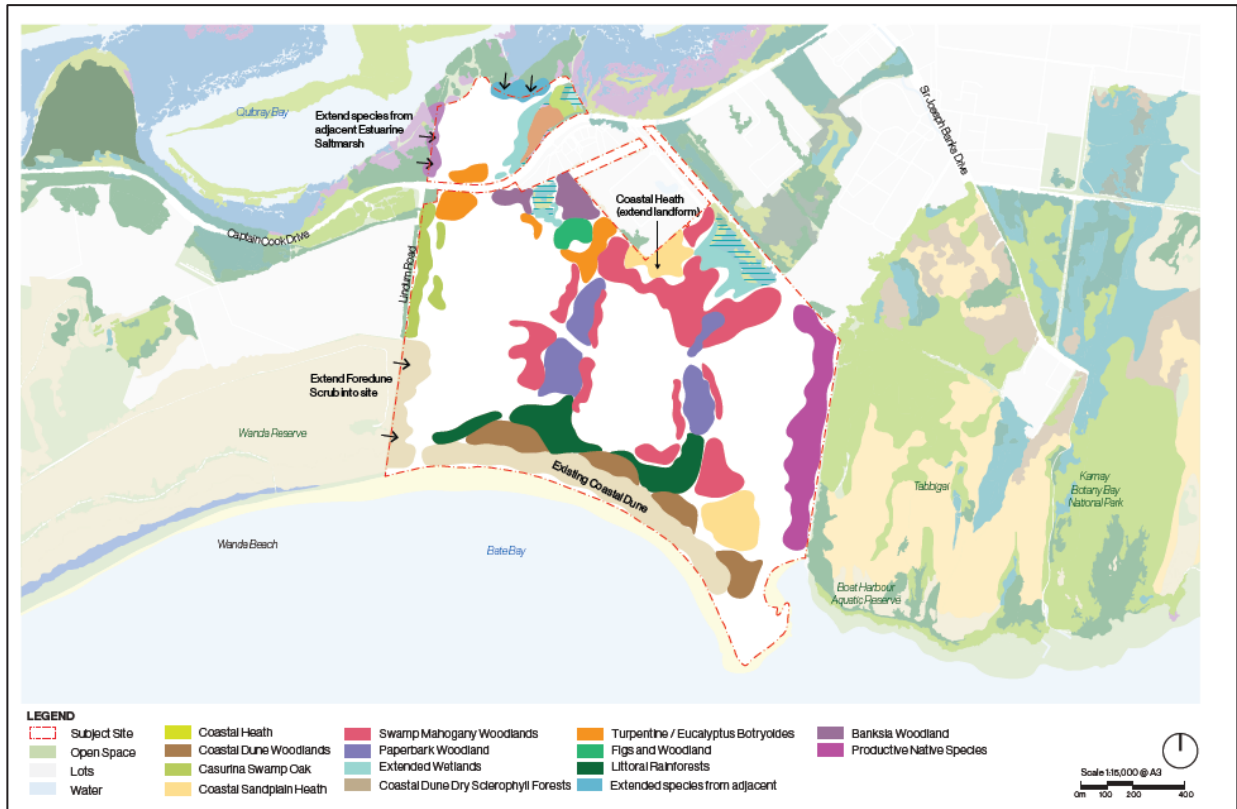 Quibray Bay
Extend species from
adjacent Estuarine
Saltmarsh
Captain Cook Drive
Sir Joseph Banks Drive
Coastal Heath
(extend landform)
Lindum Road
Extend Foredune
Scrub into site
Wanda Reserve
Existing Coastal Dune
Wanda Beach
Bate Bay
Tabbigai
Kamay
Botany Bay
National Park
Boat Harbour
Aquatic Reserve
LEGEND
Subject Site
Open Space
Lots
Water
Coastal Heath
Coastal Dune Woodlands
Casurina Swamp Oak
Coastal Sandplain Heath
Swamp Mahogany Woodlands
Paperbark Woodland
Extended Wetlands
Coastal Dune Dry Sclerophyll Forests
Turpentine / Eucalyptus Botryoides
Figs and Woodland
Littoral Rainforests
Extended species from adjacent
Banksia Woodland
Productive Native Species
Scale 1:15,000 @ A3
0m 100 200 400